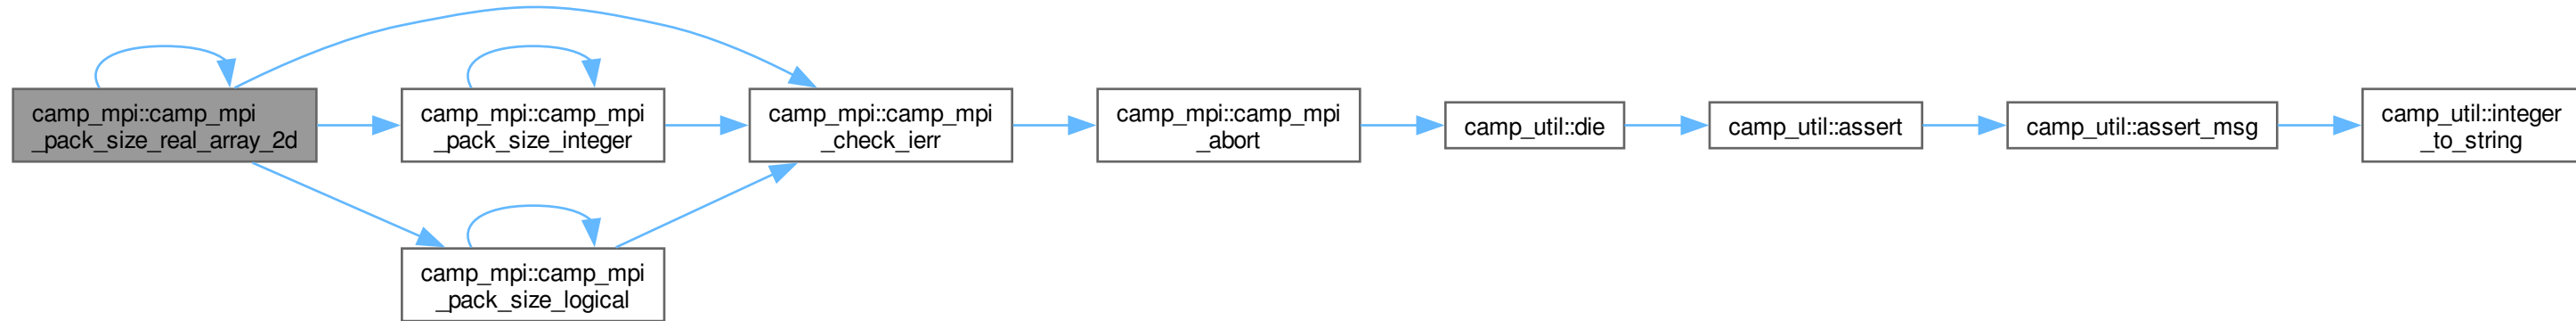 camp_mpi::camp_mpi
_pack_size_real_array_2d
camp_mpi::camp_mpi
_pack_size_integer
camp_mpi::camp_mpi
_check_ierr
camp_mpi::camp_mpi
_abort
camp_util::die
camp_util::assert
camp_util::assert_msg
camp_util::integer
_to_string
camp_mpi::camp_mpi
_pack_size_logical